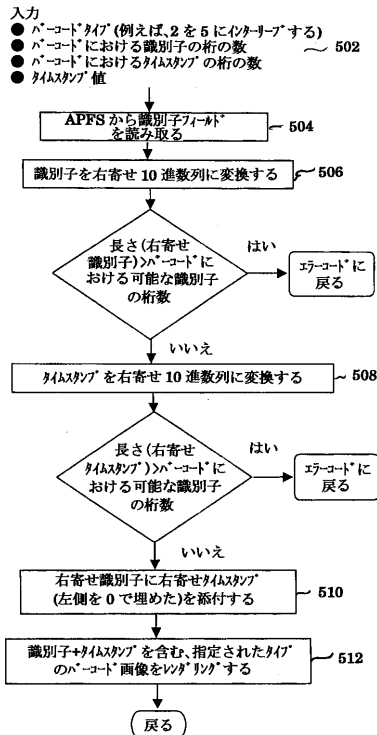 入力
● バーコードタイプ(例えば、2を5にインターリーブする)
● バーコードにおける識別子の桁の数
502
● バーコードにおけるタイムスタンプの桁の数
● タイムスタンプ値
APFSから識別子フィールド
を読み取る
504
識別子を右寄せ10進数列に変換する
506
長さ(右寄せ
識別子)>バーコードに
おける可能な識別子
の桁数
はい
エラーコードに
戻る
いいえ
タイムスタンプを右寄せ10進数列に変換する
508
長さ(右寄せ
タイムスタンプ)>バーコードに
おける可能な識別子
の桁数
はい
エラーコードに
戻る
いいえ
右寄せ識別子に右寄せタイムスタンプ
(左側を0で埋めた)を添付する
510
識別子+タイムスタンプを含む、指定されたタイプ
のバーコード画像をレンダリングする
512
戻る